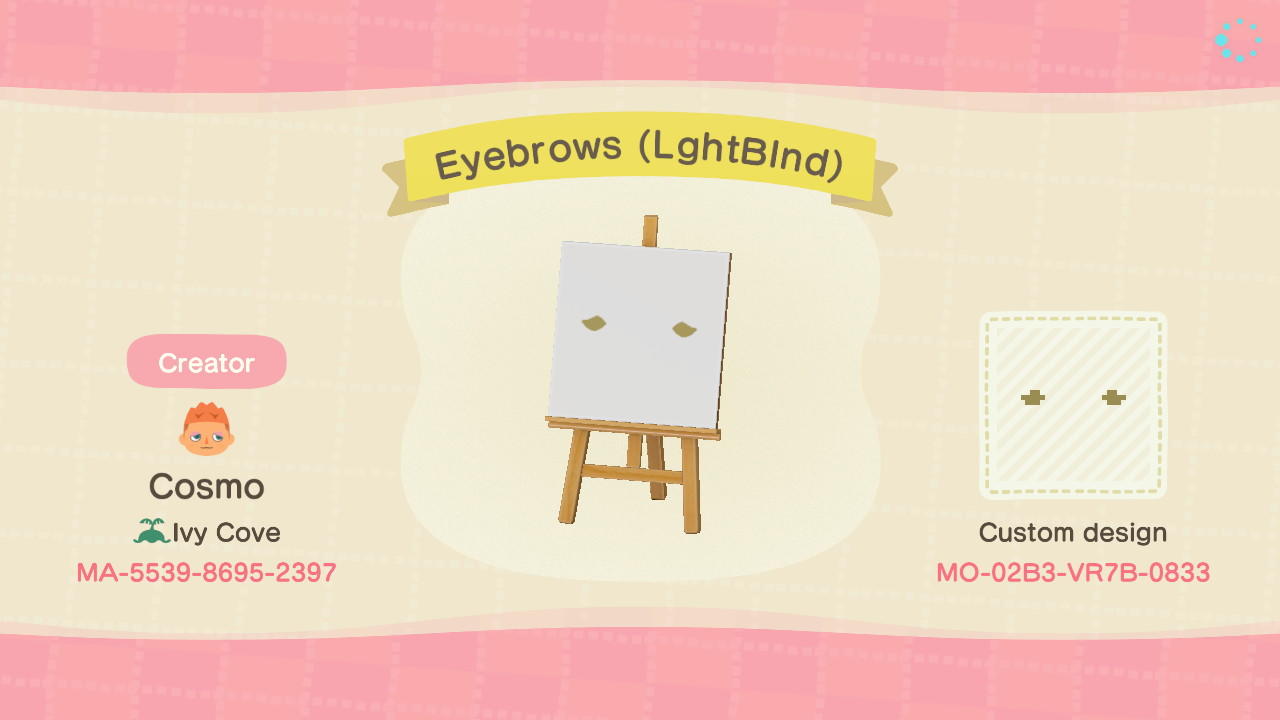 Eyebrows (LghtBlnd)
Creator
Cosmo
Ivy Cove
MA-5539-8695-2397
Custom design
MO-02B3-VR7B-0833